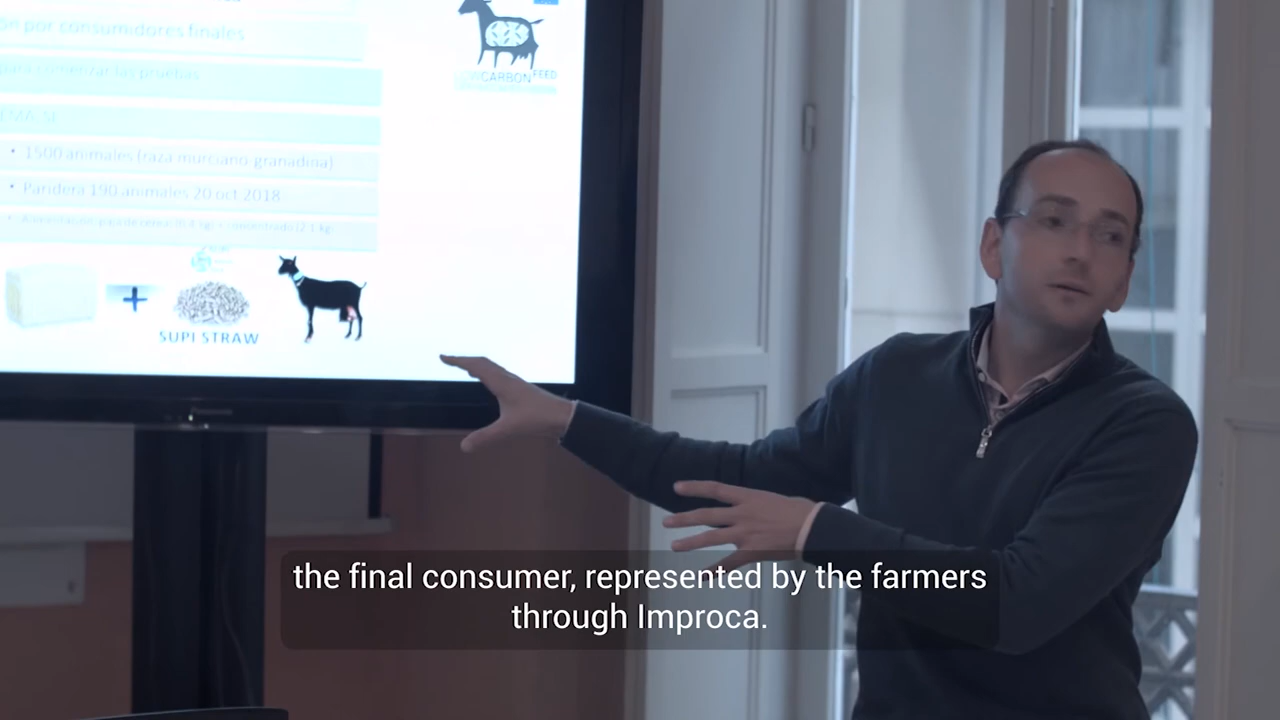 por consumidores finales
para comenzar las pruebas
• 1500 animales (raza murciano-granadina)
• Paridera 190 animales 20 oct 2018
CARBON FEED
+
SUPI STRAW
the final consumer, represented by the farmers
through Improca.